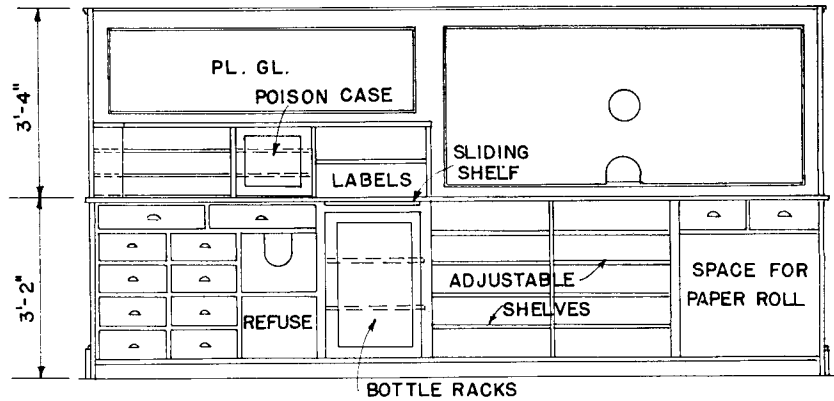 3'-4"
PL. GL.
POISON CASE
SLIDING
SHELF
LABELS
3'-2"
ADJUSTABLE
SHELVES
SPACE FOR
PAPER ROLL
REFUSE
BOTTLE RACKS